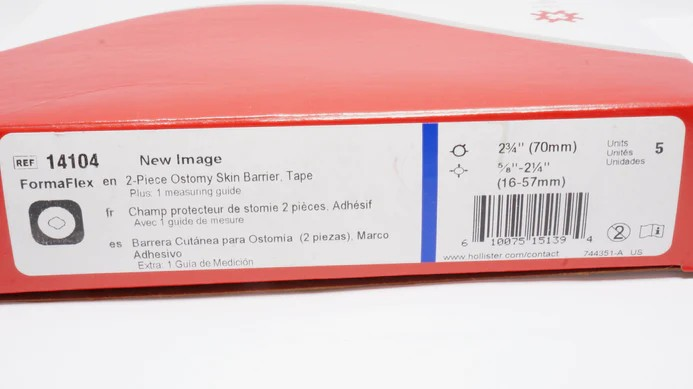 REF 14104 New Image
FormaFlex
en 2-Piece Ostomy Skin Barrier, Tape
Plus: 1 measuring guide
fr Champ protecteur de stomie 2 pièces, Adhésif
Avec 1 guide de mesure
es Barrera Cutánea para Ostomía (2 piezas), Marco
Adhesivo
Extra: 1 Guía de Medición
2¾" (70mm)
⅝"-2¼"
(16-57mm)
Units
Unités
Unidades
5
6 10075 15139 4
2
i
www.hollister.com/contact 744351-A US